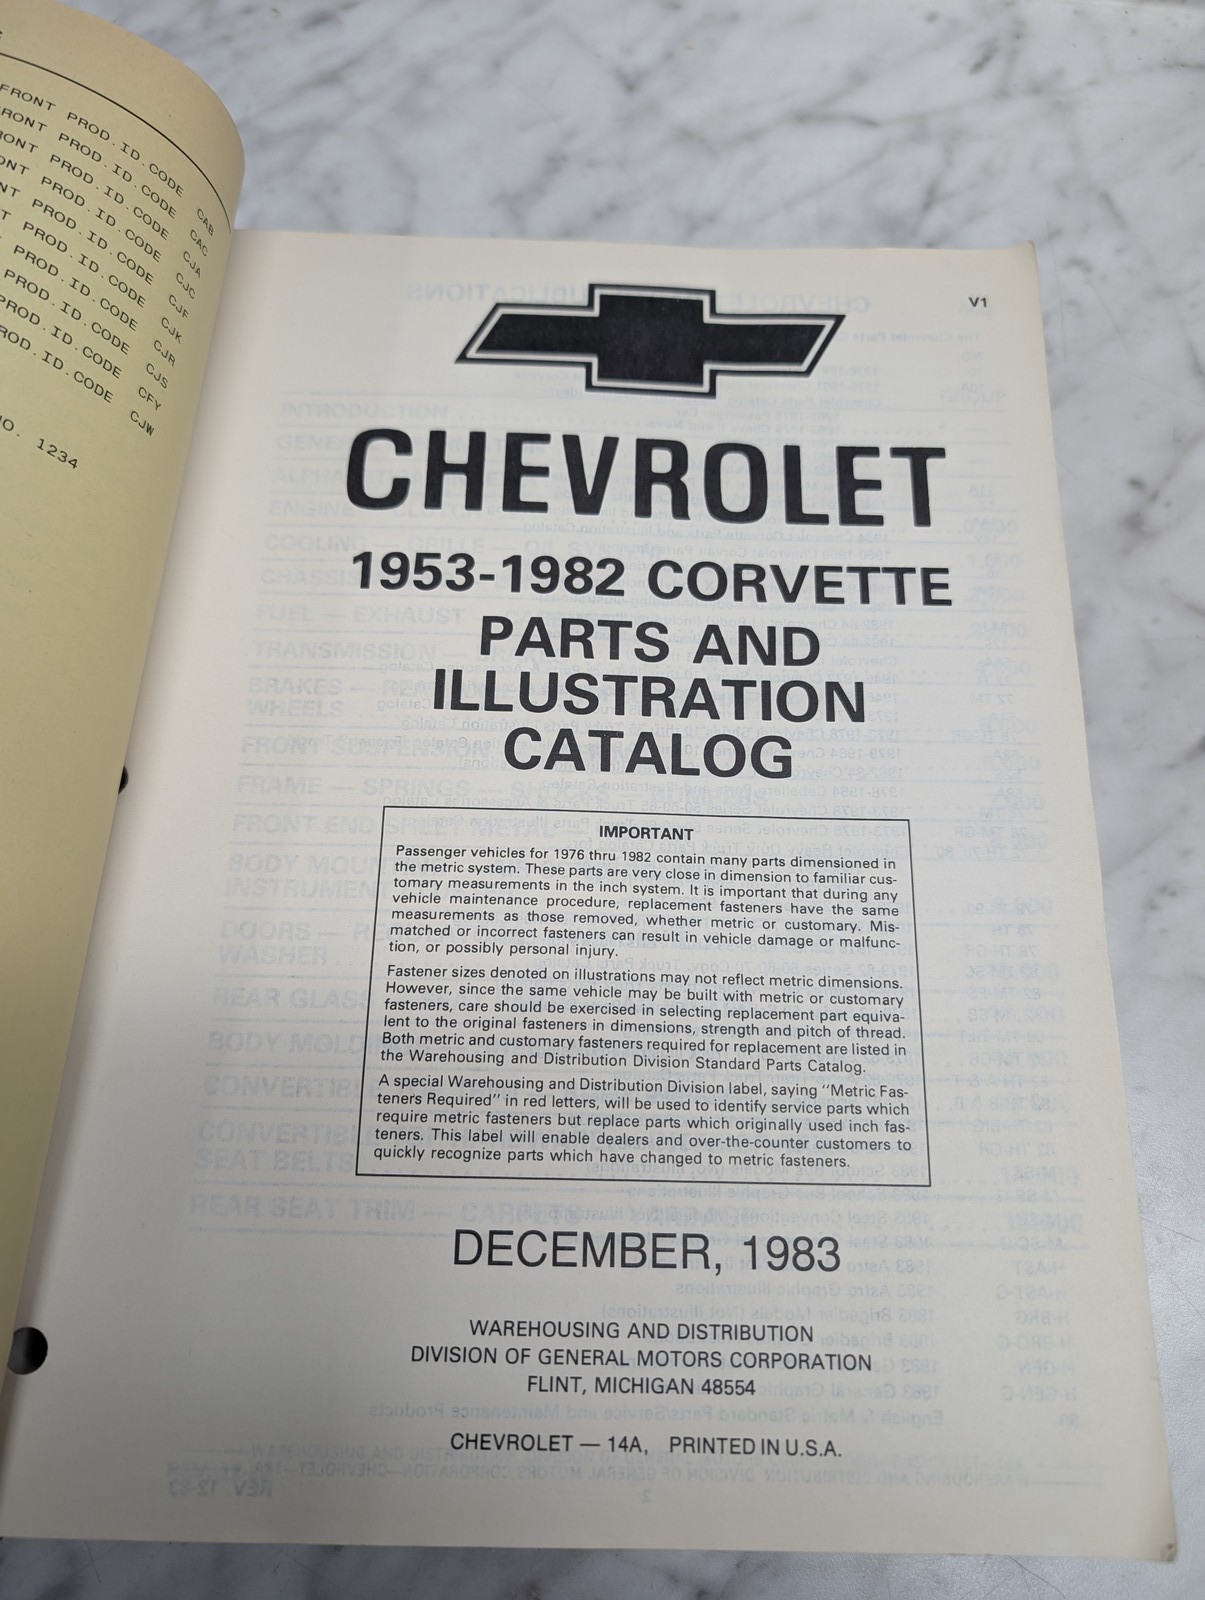 FRONT PROD.ID.CODE CAB
FRONT PROD.ID.CODE CAC
PROD.ID.CODE CJA
PROD.ID.CODE CJC
PROD.ID.CODE CJF
PROD.ID.CODE CJK
PROD.ID.CODE CJR
PROD.ID.CODE CJS
PROD.ID.CODE CFY
PROD.ID.CODE CJW
1234
V1
CHEVROLET
1953-1982 CORVETTE
PARTS AND
ILLUSTRATION
CATALOG
IMPORTANT
Passenger vehicles for 1976 thru 1982 contain many parts dimensioned in
the metric system. These parts are very close in dimension to familiar cus-
tomary measurements in the inch system. It is important that during any
vehicle maintenance procedure, replacement fasteners have the same
measurements as those removed, whether metric or customary. Mis-
matched or incorrect fasteners can result in vehicle damage or malfunc-
tion, or possibly personal injury.
Fastener sizes denoted on illustrations may not reflect metric dimensions.
However, since the same vehicle may be built with metric or customary
fasteners, care should be exercised in selecting replacement part equiva-
lent to the original fasteners in dimensions, strength and pitch of thread.
Both metric and customary fasteners required for replacement are listed in
the Warehousing and Distribution Division Standard Parts Catalog.
A special Warehousing and Distribution Division label, saying "Metric Fas-
teners Required" in red letters, will be used to identify service parts which
require metric fasteners but replace parts which originally used inch fas-
teners. This label will enable dealers and over-the-counter customers to
quickly recognize parts which have changed to metric fasteners.
DECEMBER, 1983
WAREHOUSING AND DISTRIBUTION
DIVISION OF GENERAL MOTORS CORPORATION
FLINT, MICHIGAN 48554
CHEVROLET — 14A, PRINTED IN U.S.A.